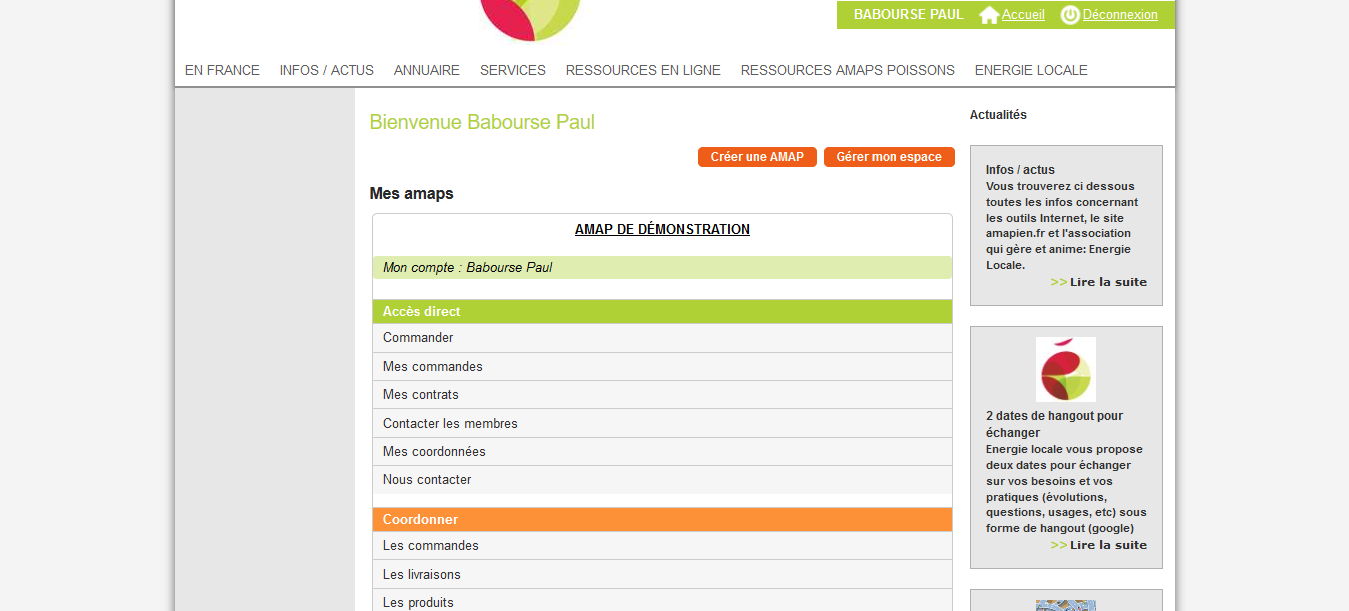 BABOURSE PAUL Accueil Déconnexion
EN FRANCE INFOS / ACTUS ANNUAIRE SERVICES RESSOURCES EN LIGNE RESSOURCES AMAPS POISSONS ENERGIE LOCALE
Bienvenue Babourse Paul
Créer une AMAP Gérer mon espace
Mes amaps
AMAP DE DÉMONSTRATION
Mon compte : Babourse Paul
Accès direct
Commander
Mes commandes
Mes contrats
Contacter les membres
Mes coordonnées
Nous contacter
Coordonner
Les commandes
Les livraisons
Les produits
Actualités
Infos / actus
Vous trouverez ci dessous
toutes les infos concernant
les outils Internet, le site
amapien.fr et l'association
qui gère et anime: Energie
Locale.
>> Lire la suite
2 dates de hangout pour
échanger
Energie locale vous propose
deux dates pour échanger
sur vos besoins et vos
pratiques (évolutions,
questions, usages, etc) sous
forme de hangout (google)
>> Lire la suite